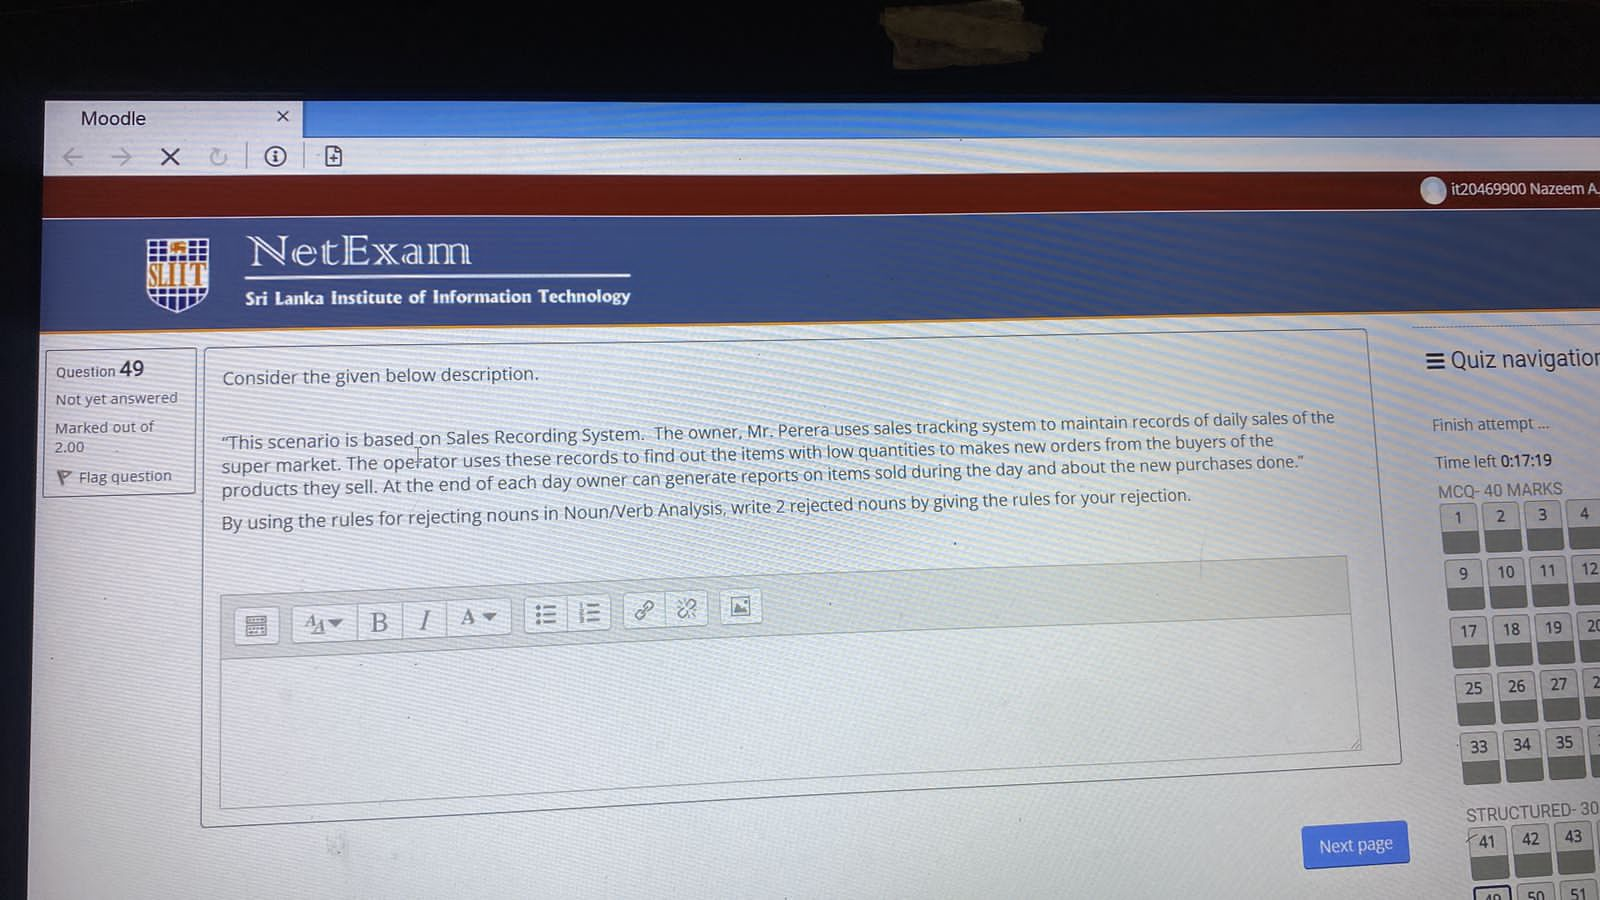 Moodle
it20469900 Nazeem A.
SLIIT
NetExam
Sri Lanka Institute of Information Technology
Question 49
Not yet answered
Marked out of
2.00
Flag question
Consider the given below description.
“This scenario is based on Sales Recording System. The owner, Mr. Perera uses sales tracking system to maintain records of daily sales of the
super market. The operator uses these records to find out the items with low quantities to makes new orders from the buyers of the
products they sell. At the end of each day owner can generate reports on items sold during the day and about the new purchases done.”
By using the rules for rejecting nouns in Noun/Verb Analysis, write 2 rejected nouns by giving the rules for your rejection.
B I A
Next page
Quiz navigation
Finish attempt ...
Time left 0:17:19
MCQ- 40 MARKS
1 2 3 4
9 10 11 12
17 18 19 20
25 26 27
33 34 35
STRUCTURED- 30
41 42 43
49 50 51